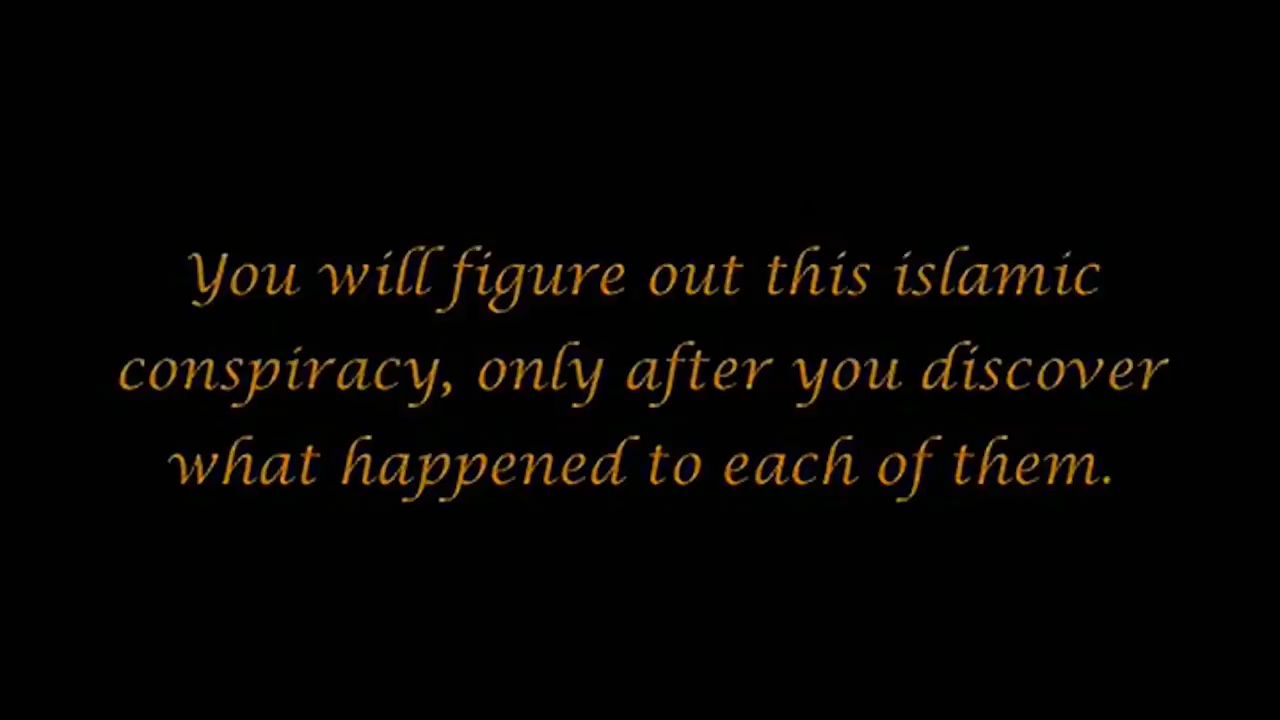 You will figure out this islamic
conspiracy, only after you discover
what happened to each of them.